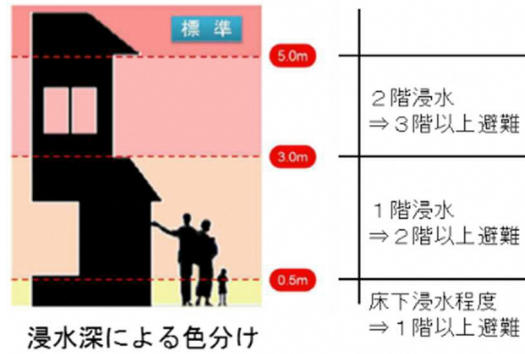 標 準
5.0m
２階浸水
⇒３階以上避難
3.0m
１階浸水
⇒２階以上避難
0.5m
床下浸水程度
⇒１階以上避難
浸水深による色分け